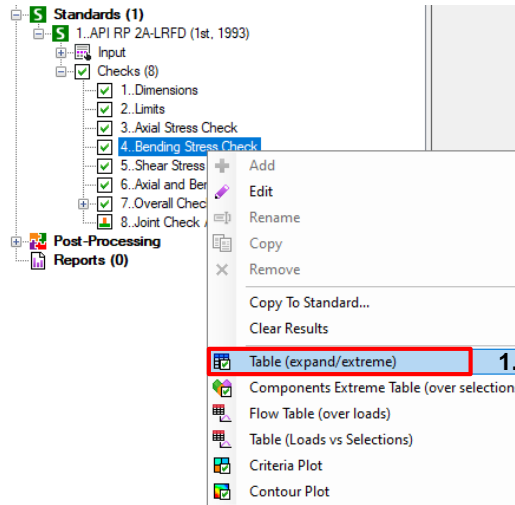 Standards (1)
1..API RP 2A-LRFD (1st, 1993)
Input
Checks (8)
1..Dimensions
2..Limits
3..Axial Stress Check
4..Bending Stress Check
5..Shear Stress
6..Axial and Ben
7..Overall Chec
8..Joint Check
Post-Processing
Reports (0)
Add
Edit
Rename
Copy
Remove
Copy To Standard...
Clear Results
Table (expand/extreme)
1.
Components Extreme Table (over selection
Flow Table (over loads)
Table (Loads vs Selections)
Criteria Plot
Contour Plot